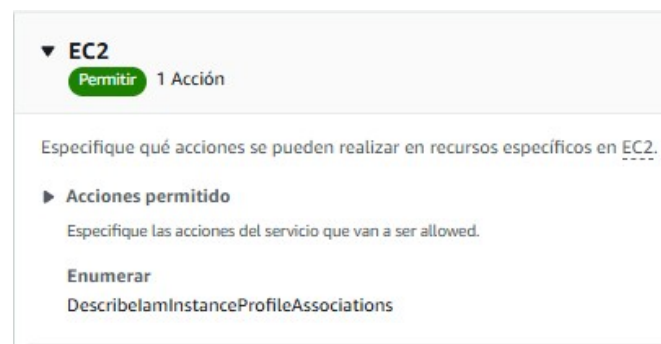 EC2
Permitir 1 Acción
Especifique qué acciones se pueden realizar en recursos específicos en EC2.
Acciones permitido
Especifique las acciones del servicio que van a ser allowed.
Enumerar
DescribeIamInstanceProfileAssociations